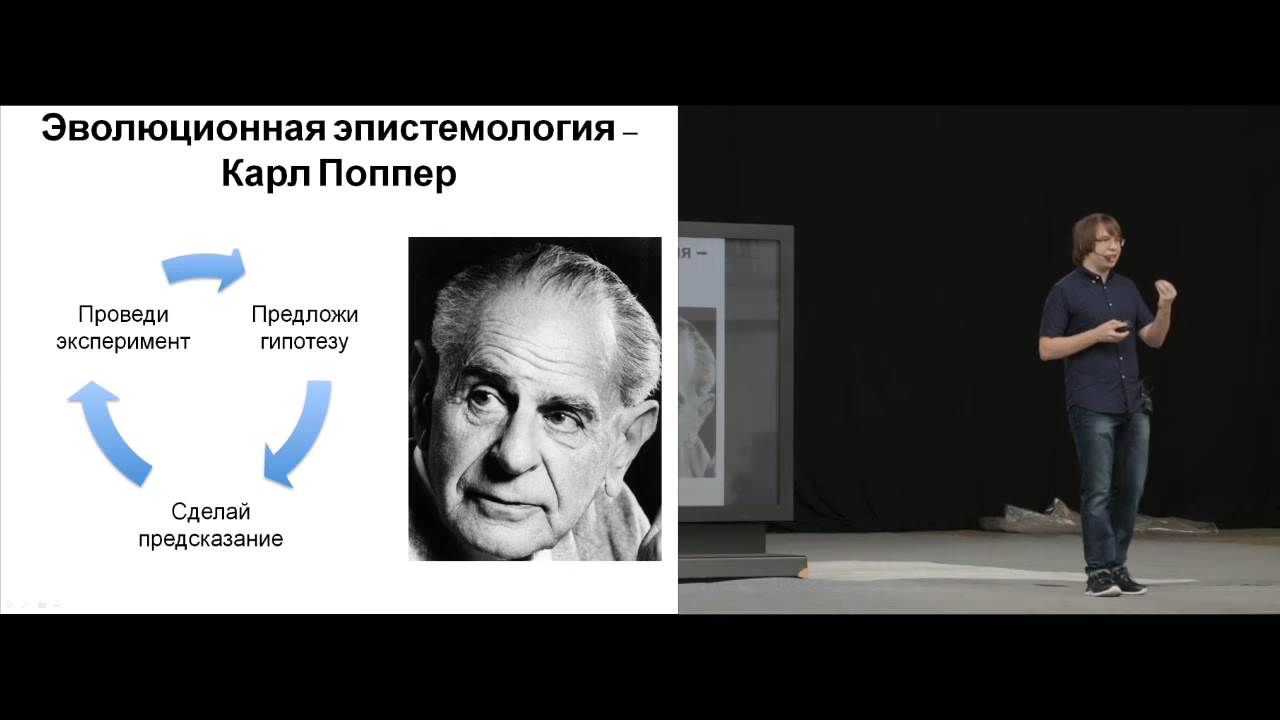 Эволюционная эпистемология –
Карл Поппер
Проведи
эксперимент
Предложи
гипотезу
Сделай
предсказание
я –